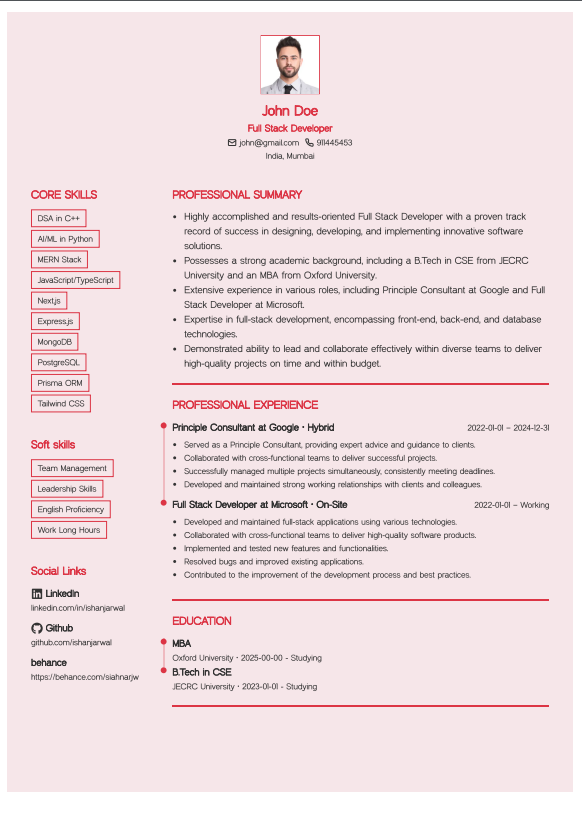 John Doe
Full Stack Developer
john@gmail.com 911445453
India, Mumbai
CORE SKILLS
DSA in C++
AI/ML in Python
MERN Stack
JavaScript/TypeScript
Next.js
Express.js
MongoDB
PostgreSQL
Prisma ORM
Tailwind CSS
Soft skills
Team Management
Leadership Skills
English Proficiency
Work Long Hours
Social Links
LinkedIn
linkedin.com/in/ishanjarwal
Github
github.com/ishanjarwal
behance
https://behance.com/siahnarjw
PROFESSIONAL SUMMARY
• Highly accomplished and results-oriented Full Stack Developer with a proven track
record of success in designing, developing, and implementing innovative software
solutions.
• Possesses a strong academic background, including a B.Tech in CSE from JECRC
University and an MBA from Oxford University.
• Extensive experience in various roles, including Principle Consultant at Google and Full
Stack Developer at Microsoft.
• Expertise in full-stack development, encompassing front-end, back-end, and database
technologies.
• Demonstrated ability to lead and collaborate effectively within diverse teams to deliver
high-quality projects on time and within budget.
PROFESSIONAL EXPERIENCE
Principle Consultant at Google • Hybrid 2022-01-01 – 2024-12-31
• Served as a Principle Consultant, providing expert advice and guidance to clients.
• Collaborated with cross-functional teams to deliver successful projects.
• Successfully managed multiple projects simultaneously, consistently meeting deadlines.
• Developed and maintained strong working relationships with clients and colleagues.
Full Stack Developer at Microsoft • On-Site 2022-01-01 – Working
• Developed and maintained full-stack applications using various technologies.
• Collaborated with cross-functional teams to deliver high-quality software products.
• Implemented and tested new features and functionalities.
• Resolved bugs and improved existing applications.
• Contributed to the improvement of the development process and best practices.
EDUCATION
MBA
Oxford University • 2025-00-00 - Studying
B.Tech in CSE
JECRC University • 2023-01-01 - Studying